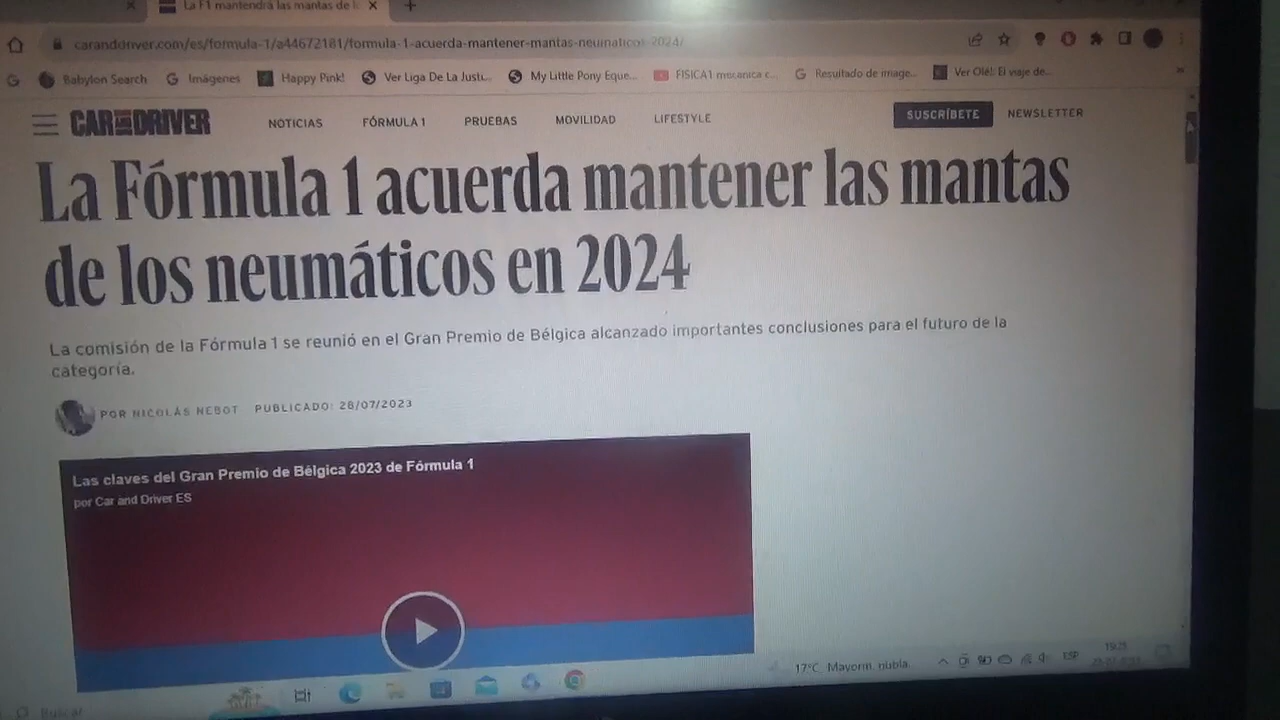 La F1 mantendrá las mantas de l
caranddriver.com/es/formula-1/a44672181/formula-1-acuerda-mantener-mantas-neumaticos-2024/
Babylon Search Imágenes Happy Pink! Ver Liga De La Justi... My Little Pony Eque... FISICA1 mecanica c... Resultado de image... Ver Olé!: El viaje de...
CAR AND DRIVER NOTICIAS FÓRMULA 1 PRUEBAS MOVILIDAD LIFESTYLE SUSCRÍBETE NEWSLETTER
La Fórmula 1 acuerda mantener las mantas
de los neumáticos en 2024
La comisión de la Fórmula 1 se reunió en el Gran Premio de Bélgica alcanzado importantes conclusiones para el futuro de la
categoría.
POR NICOLÁS NEBOT PUBLICADO: 28/07/2023
Las claves del Gran Premio de Bélgica 2023 de Fórmula 1
por Car and Driver ES
17°C Mayorm. nubla. ESP
Buscar